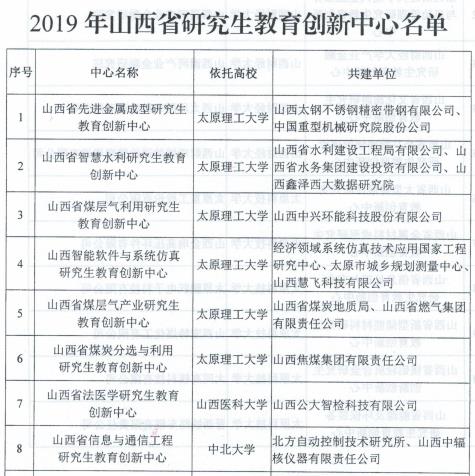 2019 年山西省研究生教育创新中心名单
序号 中心名称 依托高校 共建单位
1 山西省先进金属成型研究生教育创新中心 太原理工大学 山西太钢不锈钢精密带钢有限公司、中国重型机械研究院股份公司
2 山西省智慧水利研究生教育创新中心 太原理工大学 山西省水利建设工程局有限公司、山西省水务集团建设投资有限公司、山西鑫泽西大数据研究院
3 山西省煤层气利用研究生教育创新中心 太原理工大学 山西中兴环能科技股份有限公司
4 山西智能软件与系统仿真研究生教育创新中心 太原理工大学 经济领域系统仿真技术应用国家工程研究中心、太原市城乡规划测量中心、山西慧飞科技有限公司
5 山西省煤层气产业研究生教育创新中心 太原理工大学 山西省煤炭地质局、山西省燃气集团有限责任公司
6 山西省煤炭分选与利用研究生教育创新中心 太原理工大学 山西焦煤集团有限责任公司
7 山西省法医学研究生教育创新中心 山西医科大学 山西公大智检科技有限公司
8 山西省信息与通信工程研究生教育创新中心 中北大学 北方自动控制技术研究所、山西中辐核仪器有限责任公司